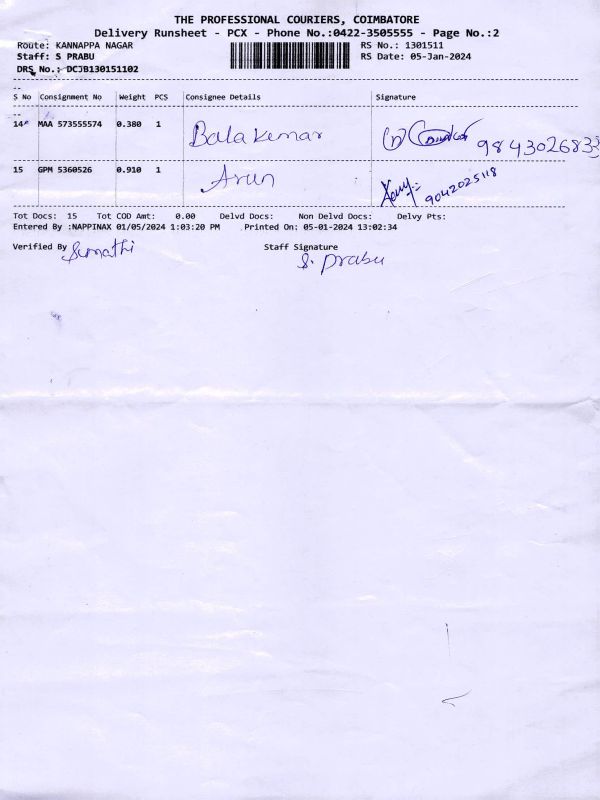 THE PROFESSIONAL COURIERS, COIMBATORE
Delivery Runsheet - PCX - Phone No.:0422-3505555 - Page No.:2
Route: KANNAPPA NAGAR RS No.: 1301511
Staff: S PRABU RS Date: 05-Jan-2024
DRS No.: DCJB130151102
S No Consignment No Weight PCS Consignee Details Signature
14 MAA 573555574 0.380 1 Balakumar 9843026833
15 GPM 5360526 0.910 1 Arun 9042025118
Tot Docs: 15 Tot COD Amt: 0.00 Delvd Docs: Non Delvd Docs: Delvy Pts:
Entered By :NAPPINAX 01/05/2024 1:03:20 PM Printed On: 05-01-2024 13:02:34
Verified By Sumathi Staff Signature
S. Prabu